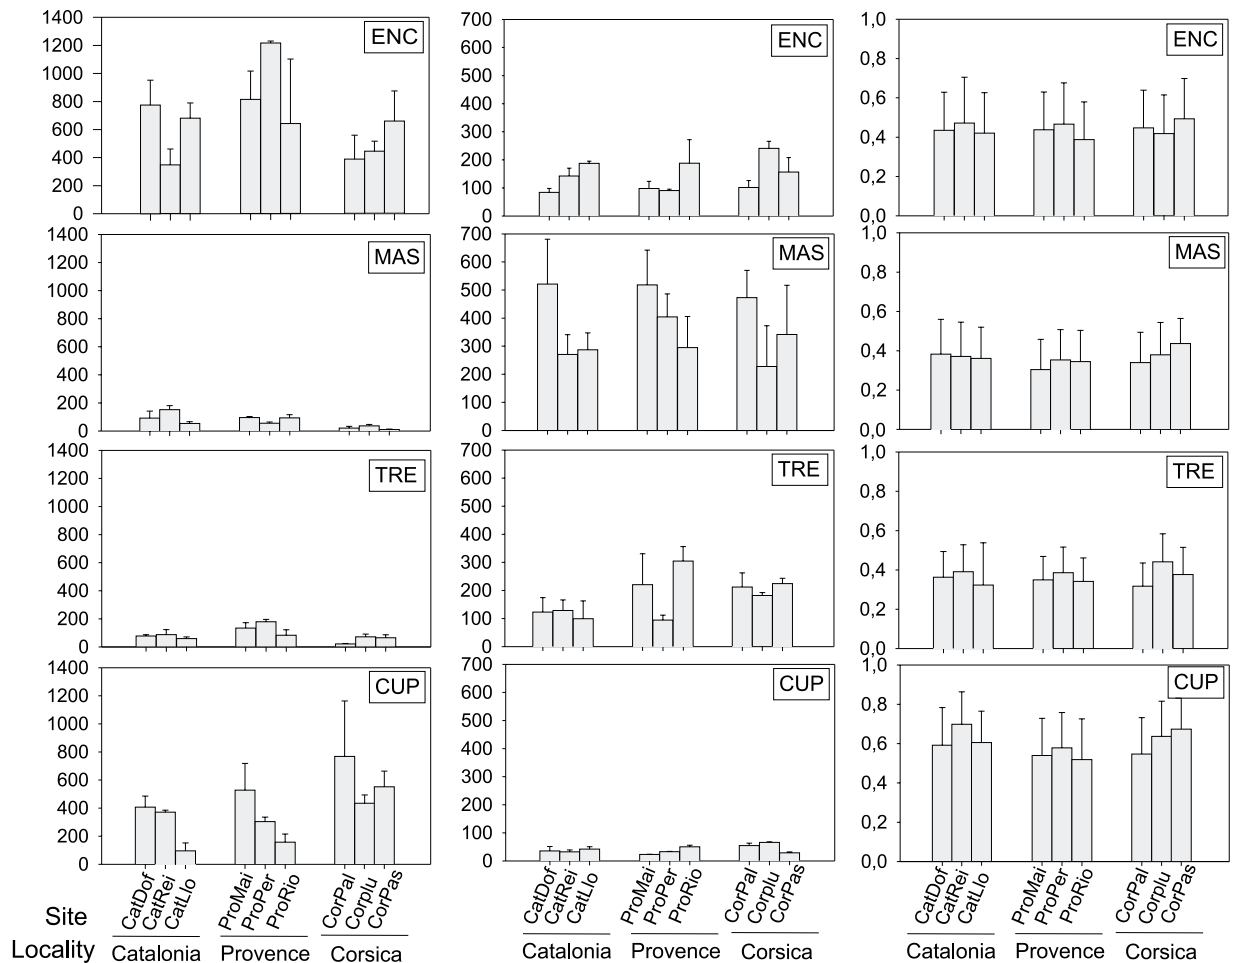 1400
1200
1000
800
600
400
200
0
ENC
700
600
500
400
300
200
100
0
ENC
1,0
0,8
0,6
0,4
0,2
0,0
ENC
1400
1200
1000
800
600
400
200
0
MAS
700
600
500
400
300
200
100
0
MAS
1,0
0,8
0,6
0,4
0,2
0,0
MAS
1400
1200
1000
800
600
400
200
0
TRE
700
600
500
400
300
200
100
0
TRE
1,0
0,8
0,6
0,4
0,2
0,0
TRE
1400
1200
1000
800
600
400
200
0
CUP
700
600
500
400
300
200
100
0
CUP
1,0
0,8
0,6
0,4
0,2
0,0
CUP
Site
CatDof
CatRei
CatLlo
ProMai
ProPer
ProRio
CorPal
Corplu
CorPas
CatDof
CatRei
CatLlo
ProMai
ProPer
ProRio
CorPal
Corplu
CorPas
CatDof
CatRei
CatLlo
ProMai
ProPer
ProRio
CorPal
Corplu
CorPas
Locality
Catalonia
Provence
Corsica
Catalonia
Provence
Corsica
Catalonia
Provence
Corsica